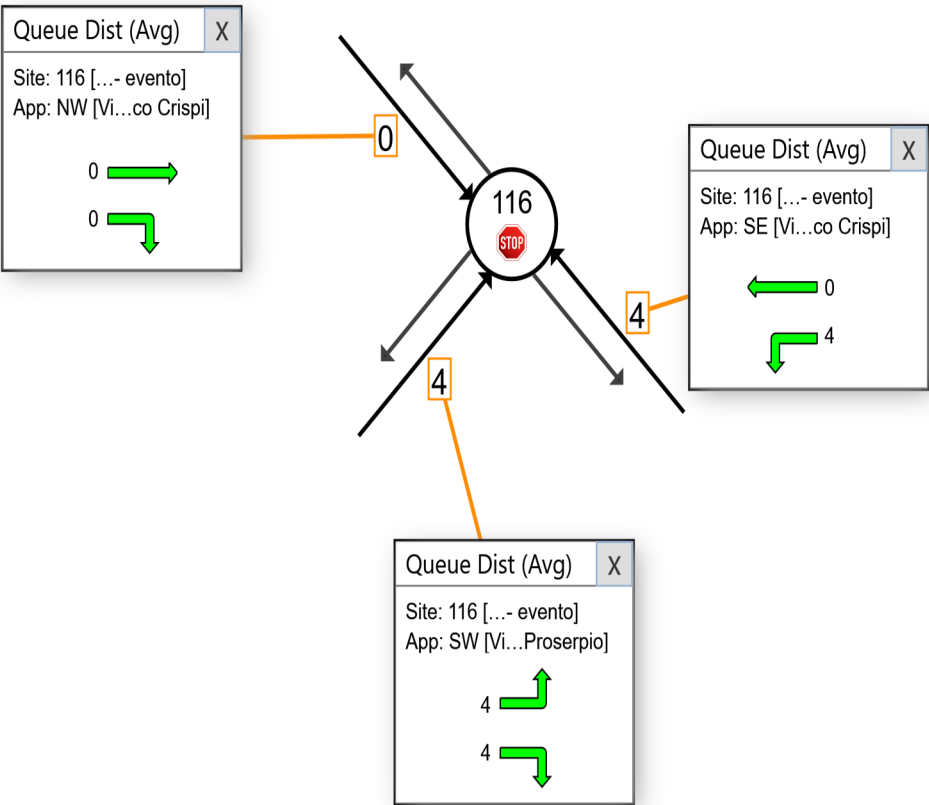 Queue Dist (Avg) X
Site: 116 [...- evento]
App: NW [Vi...co Crispi]
0
0
0
116
STOP
Queue Dist (Avg) X
Site: 116 [...- evento]
App: SE [Vi...co Crispi]
0
4
4
4
Queue Dist (Avg) X
Site: 116 [...- evento]
App: SW [Vi...Proserpio]
4
4